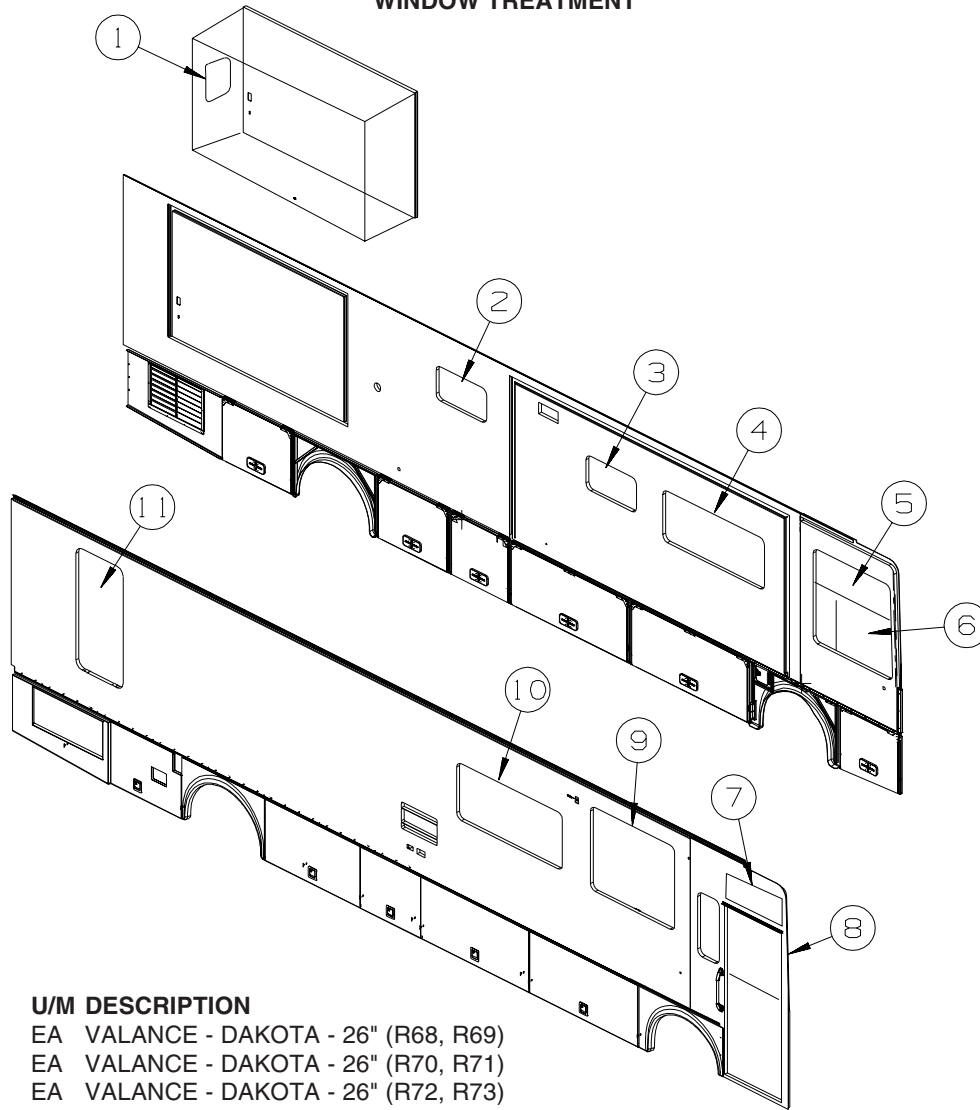 WINDOW TREATMENT
1
2
3
4
5
6
7
8
9
10
11
U/M DESCRIPTION
EA VALANCE - DAKOTA - 26" (R68, R69)
EA VALANCE - DAKOTA - 26" (R70, R71)
EA VALANCE - DAKOTA - 26" (R72, R73)